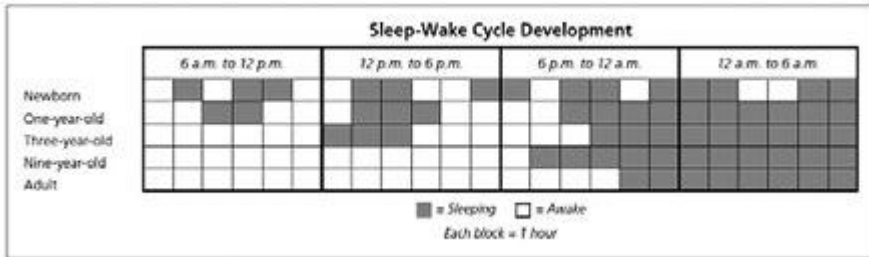 Sleep-Wake Cycle Development
6 a.m. to 12 p.m. 12 p.m. to 6 p.m. 6 p.m. to 12 a.m. 12 a.m. to 6 a.m.
Newborn
One-year-old
Three-year-old
Nine-year-old
Adult
= Sleeping = Awake
Each block = 1 hour